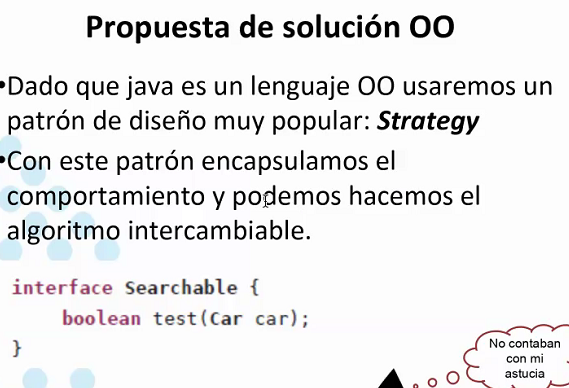 Propuesta de solución OO
•Dado que java es un lenguaje OO usaremos un
patrón de diseño muy popular: Strategy
•Con este patrón encapsulamos el
comportamiento y podemos hacemos el
algoritmo intercambiable.
interface Searchable {
boolean test(Car car);
}
No contaban
con mi
astucia